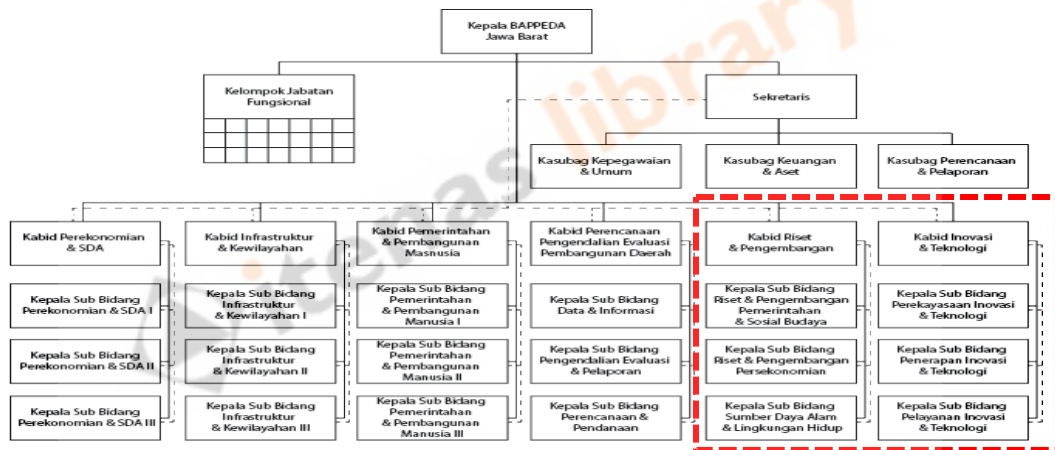 Kepala BAPPEDA
Jawa Barat
Kelompok Jabatan
Fungsional
Sekretaris
Kasubag Kepegawaian
& Umum
Kasubag Keuangan
& Aset
Kasubag Perencanaan
& Pelaporan
Kabid Perekonomian
& SDA
Kabid Infrastruktur
& Kewilayahan
Kabid Pemerintahan
& Pembangunan
Masnusia
Kabid Perencanaan
Pengendalian Evaluasi
Pembangunan Daerah
Kabid Riset
& Pengembangan
Kabid Inovasi
& Teknologi
Kepala Sub Bidang
Perekonomian & SDA I
Kepala Sub Bidang
Infrastruktur
& Kewilayahan I
Kepala Sub Bidang
Pemerintahan
& Pembangunan
Manusia I
Kepala Sub Bidang
Data & Informasi
Kepala Sub Bidang
Riset & Pengembangan
Pemerintahan
& Sosial Budaya
Kepala Sub Bidang
Perekayasaan Inovasi
& Teknologi
Kepala Sub Bidang
Perekonomian & SDA II
Kepala Sub Bidang
Infrastruktur
& Kewilayahan II
Kepala Sub Bidang
Pemerintahan
& Pembangunan
Manusia II
Kepala Sub Bidang
Pengendalian Evaluasi
& Pelaporan
Kepala Sub Bidang
Riset & Pengembangan
Persekonomian
Kepala Sub Bidang
Penerapan Inovasi
& Teknologi
Kepala Sub Bidang
Perekonomian & SDA III
Kepala Sub Bidang
Infrastruktur
& Kewilayahan III
Kepala Sub Bidang
Pemerintahan
& Pembangunan
Manusia III
Kepala Sub Bidang
Perencanaan &
Pendanaan
Kepala Sub Bidang
Sumber Daya Alam
& Lingkungan Hidup
Kepala Sub Bidang
Pelayanan Inovasi
& Teknologi
itenas library